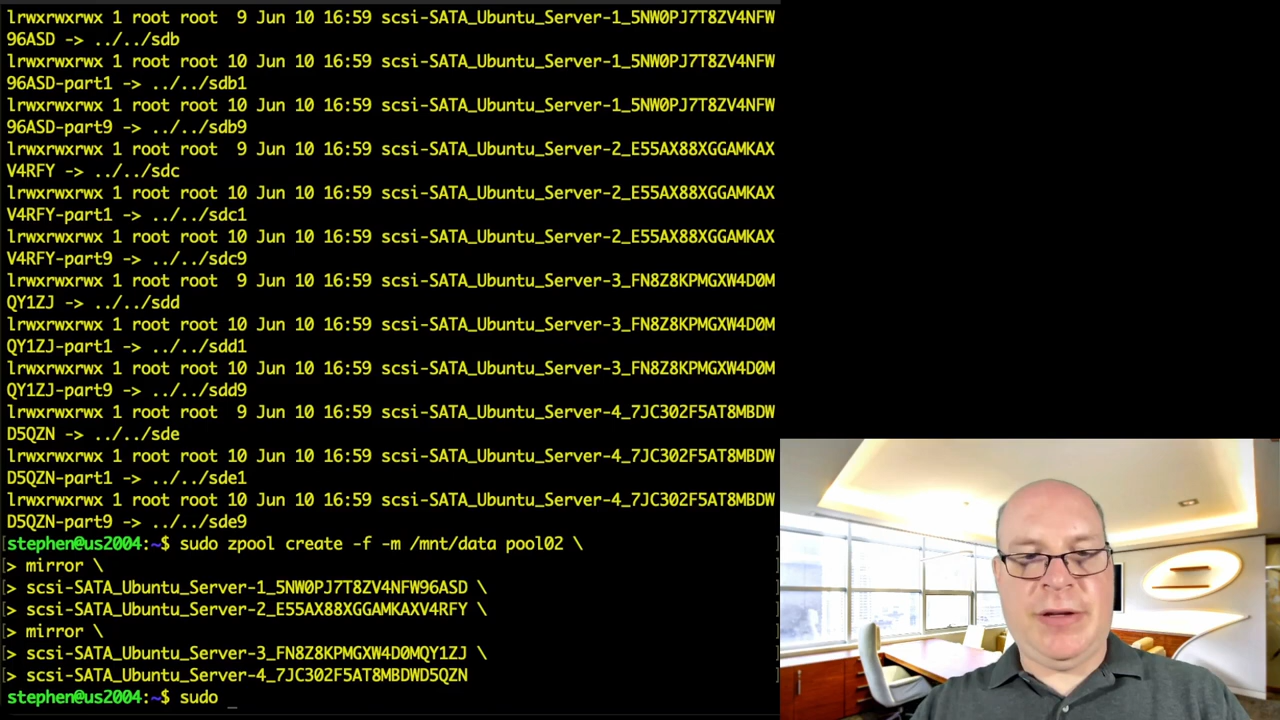 lrwxrwxrwx 1 root root  9 Jun 10 16:59 scsi-SATA_Ubuntu_Server-1_5NW0PJ7T8ZV4NFW
96ASD -> ../../sdb
lrwxrwxrwx 1 root root 10 Jun 10 16:59 scsi-SATA_Ubuntu_Server-1_5NW0PJ7T8ZV4NFW
96ASD-part1 -> ../../sdb1
lrwxrwxrwx 1 root root 10 Jun 10 16:59 scsi-SATA_Ubuntu_Server-1_5NW0PJ7T8ZV4NFW
96ASD-part9 -> ../../sdb9
lrwxrwxrwx 1 root root  9 Jun 10 16:59 scsi-SATA_Ubuntu_Server-2_E55AX88XGGAMKAX
V4RFY -> ../../sdc
lrwxrwxrwx 1 root root 10 Jun 10 16:59 scsi-SATA_Ubuntu_Server-2_E55AX88XGGAMKAX
V4RFY-part1 -> ../../sdc1
lrwxrwxrwx 1 root root 10 Jun 10 16:59 scsi-SATA_Ubuntu_Server-2_E55AX88XGGAMKAX
V4RFY-part9 -> ../../sdc9
lrwxrwxrwx 1 root root  9 Jun 10 16:59 scsi-SATA_Ubuntu_Server-3_FN8Z8KPMGXW4D0M
QY1ZJ -> ../../sdd
lrwxrwxrwx 1 root root 10 Jun 10 16:59 scsi-SATA_Ubuntu_Server-3_FN8Z8KPMGXW4D0M
QY1ZJ-part1 -> ../../sdd1
lrwxrwxrwx 1 root root 10 Jun 10 16:59 scsi-SATA_Ubuntu_Server-3_FN8Z8KPMGXW4D0M
QY1ZJ-part9 -> ../../sdd9
lrwxrwxrwx 1 root root  9 Jun 10 16:59 scsi-SATA_Ubuntu_Server-4_7JC302F5AT8MBDW
D5QZN -> ../../sde
lrwxrwxrwx 1 root root 10 Jun 10 16:59 scsi-SATA_Ubuntu_Server-4_7JC302F5AT8MBDW
D5QZN-part1 -> ../../sde1
lrwxrwxrwx 1 root root 10 Jun 10 16:59 scsi-SATA_Ubuntu_Server-4_7JC302F5AT8MBDW
D5QZN-part9 -> ../../sde9
stephen@us2004:~$ sudo zpool create -f -m /mnt/data pool02 \
> mirror \
> scsi-SATA_Ubuntu_Server-1_5NW0PJ7T8ZV4NFW96ASD \
> scsi-SATA_Ubuntu_Server-2_E55AX88XGGAMKAXV4RFY \
> mirror \
> scsi-SATA_Ubuntu_Server-3_FN8Z8KPMGXW4D0MQY1ZJ \
> scsi-SATA_Ubuntu_Server-4_7JC302F5AT8MBDWD5QZN
stephen@us2004:~$ sudo _